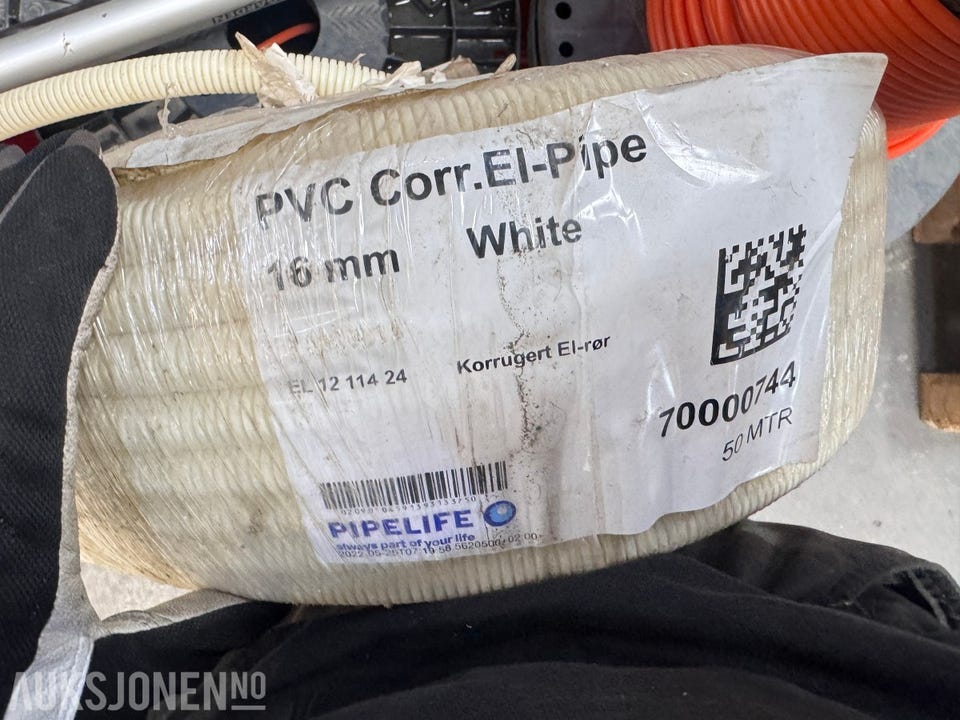 PVC Corr.El-Pipe
16 mm White
EL 12 114 24 Korrugert El-rør
70000744
50 MTR
PIPELIFE
always part of your life
AUKSJONEN NO